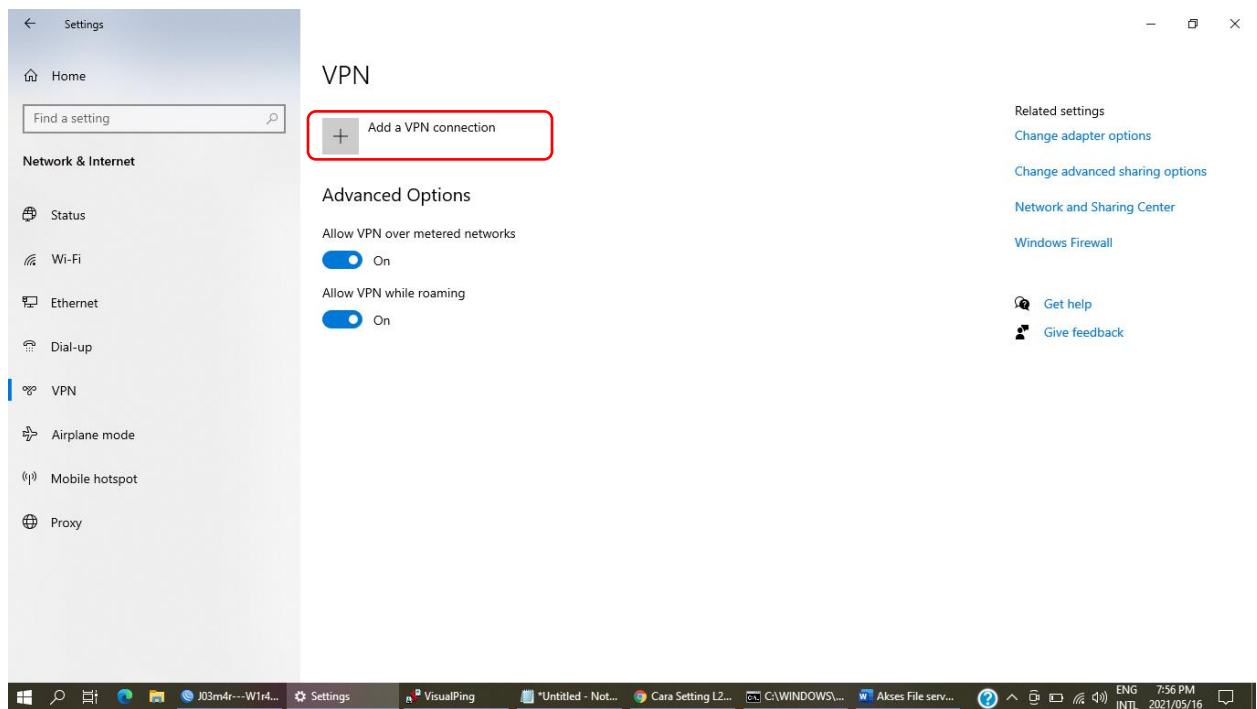 Settings
Home
Find a setting
Network & Internet
Status
Wi-Fi
Ethernet
Dial-up
VPN
Airplane mode
Mobile hotspot
Proxy
VPN
Add a VPN connection
Advanced Options
Allow VPN over metered networks
On
Allow VPN while roaming
On
Related settings
Change adapter options
Change advanced sharing options
Network and Sharing Center
Windows Firewall
Get help
Give feedback
J03m4r---W1r4...
Settings
VisualPing
*Untitled - Not...
Cara Setting L2...
C:\WINDOWS\...
Akses File serv...
ENG
INTL
7:56 PM
2021/05/16